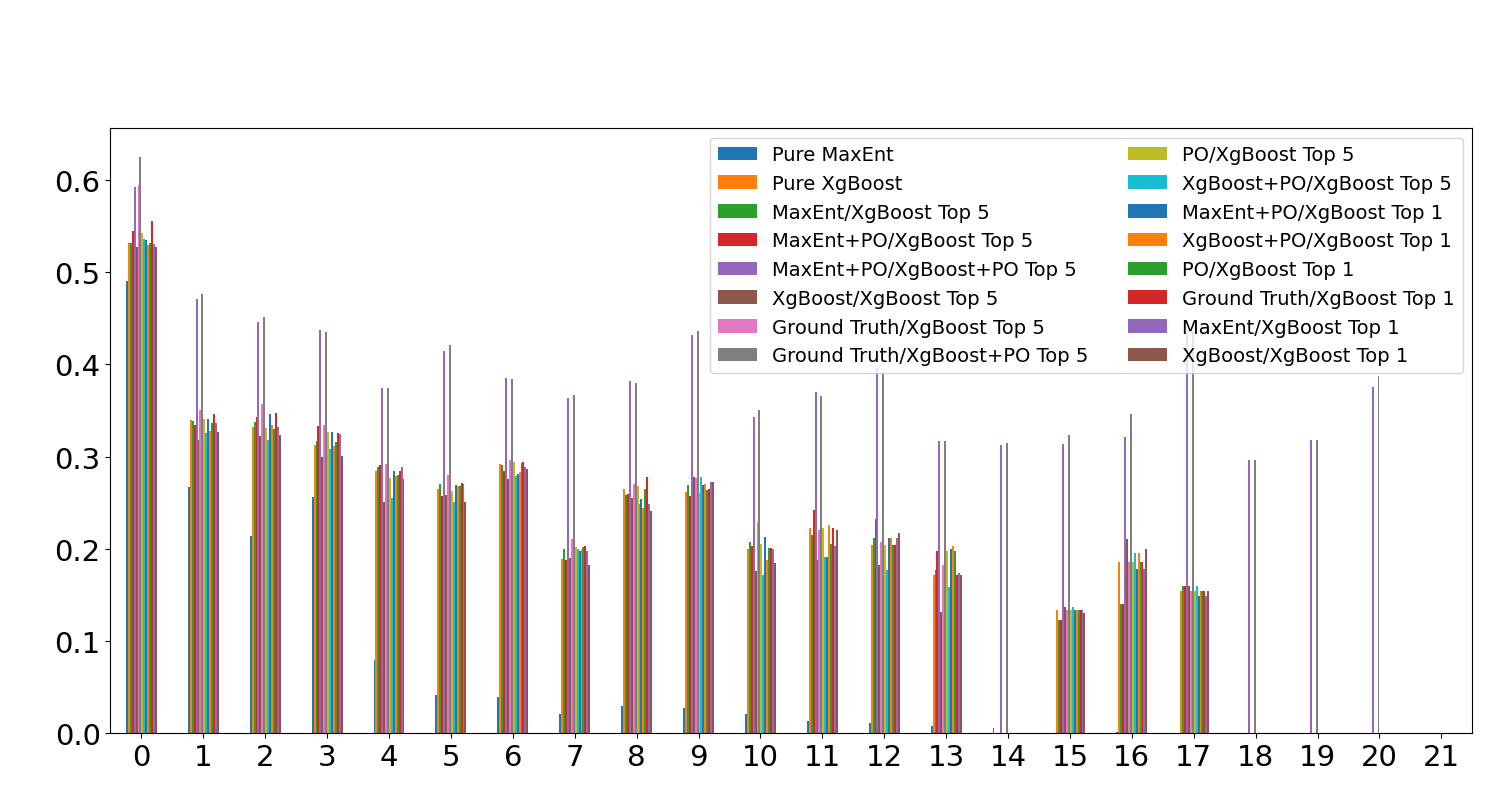 0.6
0.5
0.4
0.3
0.2
0.1
0.0
Pure MaxEnt
Pure XgBoost
MaxEnt/XgBoost Top 5
MaxEnt+PO/XgBoost Top 5
MaxEnt+PO/XgBoost+PO Top 5
XgBoost/XgBoost Top 5
Ground Truth/XgBoost Top 5
Ground Truth/XgBoost+PO Top 5
PO/XgBoost Top 5
XgBoost+PO/XgBoost Top 5
MaxEnt+PO/XgBoost Top 1
XgBoost+PO/XgBoost Top 1
PO/XgBoost Top 1
Ground Truth/XgBoost Top 1
MaxEnt/XgBoost Top 1
XgBoost/XgBoost Top 1
0 1 2 3 4 5 6 7 8 9 10 11 12 13 14 15 16 17 18 19 20 21